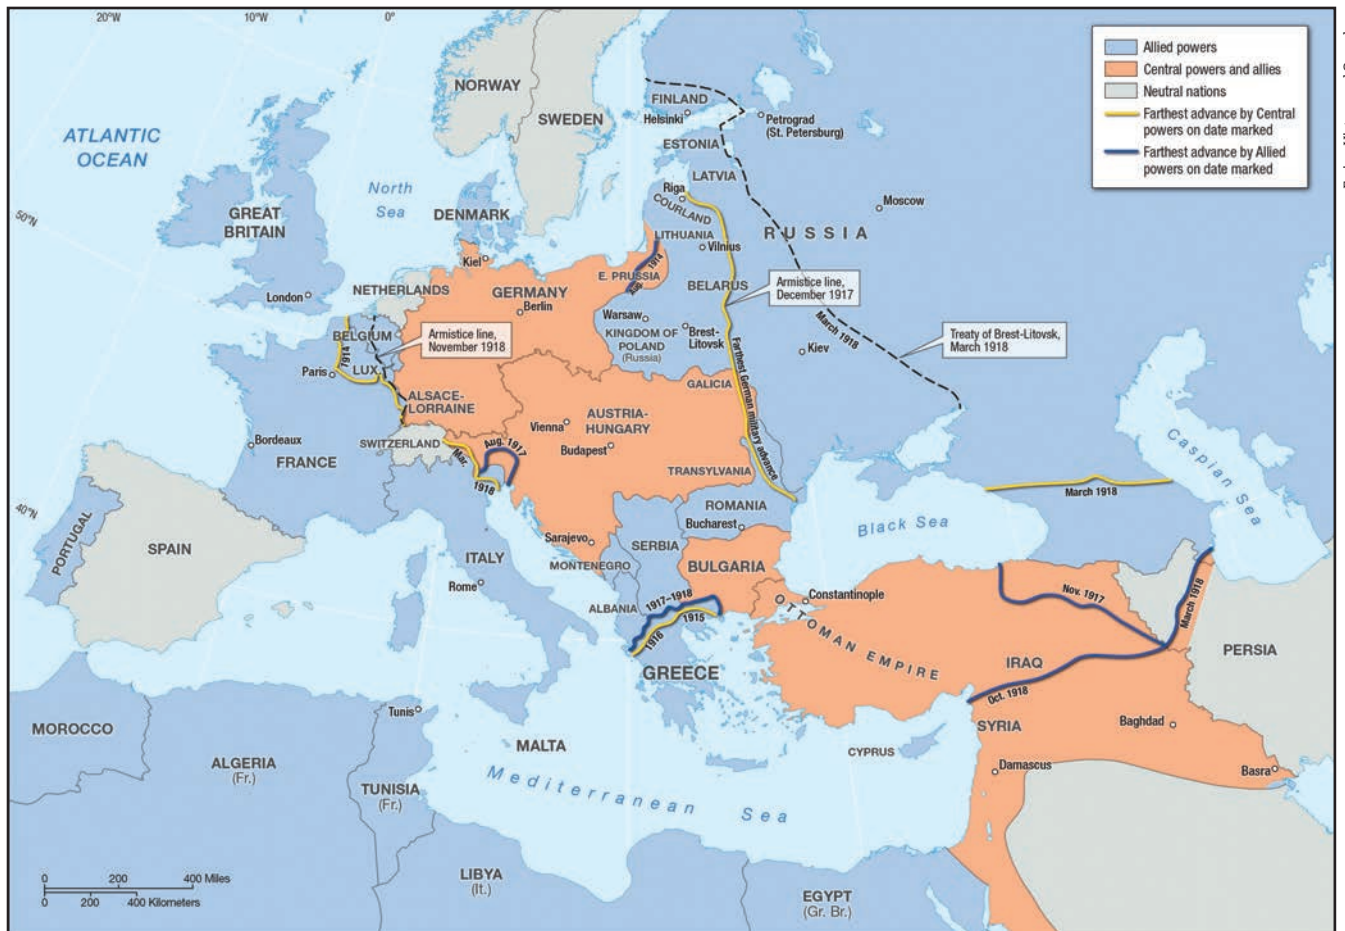 20°W
10°W
0°
Allied powers
Central powers and allies
Neutral nations
Farthest advance by Central
powers on date marked
Farthest advance by Allied
powers on date marked
NORWAY
SWEDEN
FINLAND
Helsinki
Petrograd
(St. Petersburg)
ESTONIA
ATLANTIC
OCEAN
LATVIA
North
Sea
Riga
COURLAND
Moscow
50°N
GREAT
BRITAIN
DENMARK
LITHUANIA
RUSSIA
Vilnius
Kiel
E. PRUSSIA
Aug. 1914
BELARUS
Armistice line,
December 1917
NETHERLANDS
GERMANY
London
Berlin
Warsaw
BELGIUM
Armistice line,
November 1918
KINGDOM OF
POLAND
(Russia)
Brest-
Litovsk
March 1918
Treaty of Brest-Litovsk,
March 1918
Kiev
1914
Paris
LUX.
Farthest German military advance
GALICIA
ALSACE-
LORRAINE
AUSTRIA-
HUNGARY
Vienna
Budapest
SWITZERLAND
Bordeaux
FRANCE
Mar.
1918
Aug. 1917
TRANSYLVANIA
Caspian Sea
March 1918
40°N
ROMANIA
Bucharest
Black Sea
PORTUGAL
SPAIN
ITALY
Sarajevo
SERBIA
MONTENEGRO
BULGARIA
Rome
ALBANIA
1917–1918
1916
1915
Constantinople
OTTOMAN EMPIRE
Nov. 1917
March 1918
GREECE
IRAQ
PERSIA
Oct. 1918
Tunis
SYRIA
Baghdad
MOROCCO
MALTA
CYPRUS
ALGERIA
(Fr.)
Damascus
Basra
TUNISIA
(Fr.)
Mediterranean Sea
LIBYA
(It.)
EGYPT
(Gr. Br.)
0 200 400 Miles
0 200 400 Kilometers